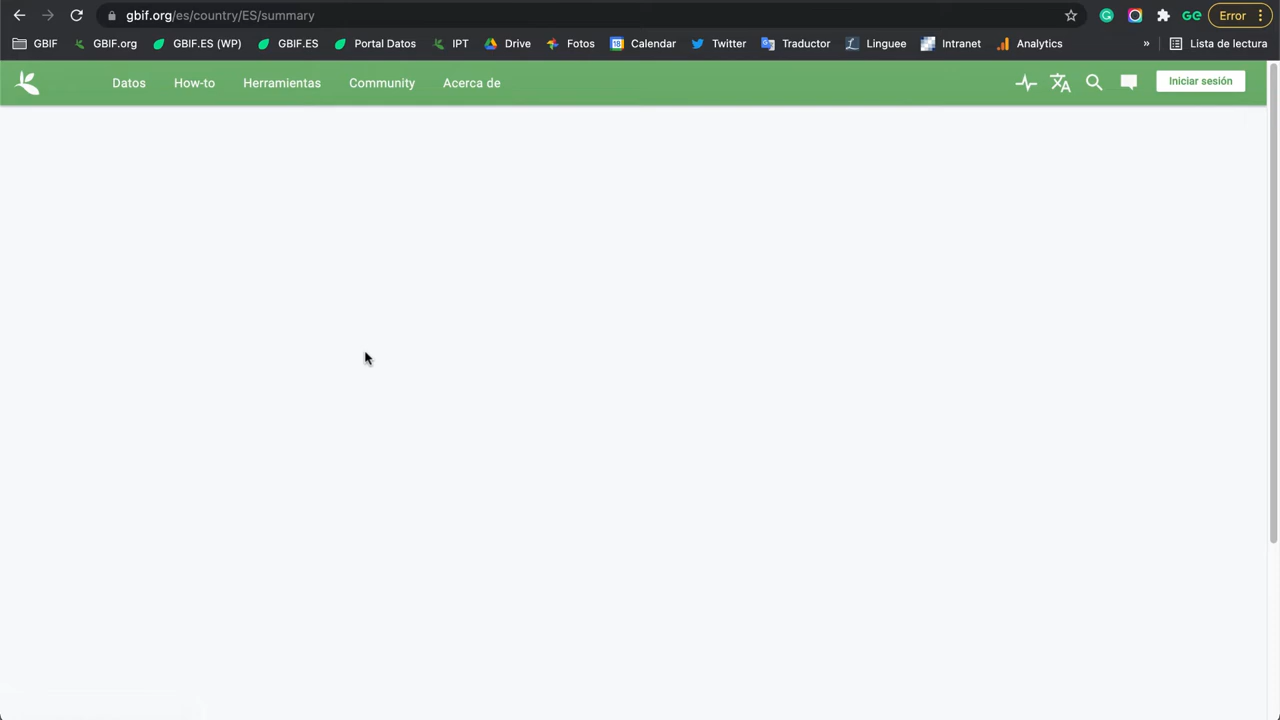 gbif.org/es/country/ES/summary
Error
GBIF
GBIF.org
GBIF.ES (WP)
GBIF.ES
Portal Datos
IPT
Drive
Fotos
18
Calendar
Twitter
Traductor
Linguee
Intranet
Analytics
»
Lista de lectura
Datos
How-to
Herramientas
Community
Acerca de
Iniciar sesión